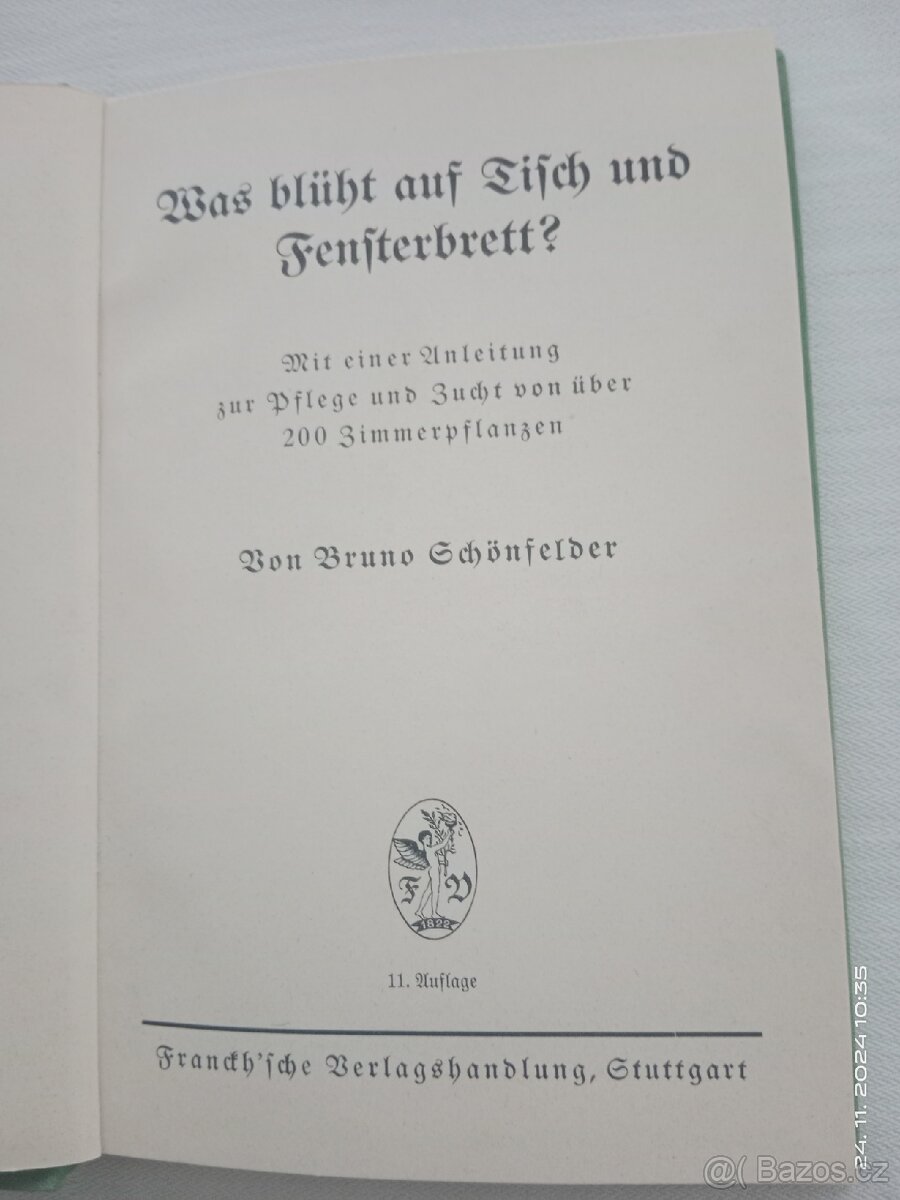 Was blüht auf Tisch und
Fensterbrett?
Mit einer Anleitung
zur Pflege und Zucht von über
200 Zimmerpflanzen
Von Bruno Schönfelder
F V
1822
11. Auflage
Franckh'sche Verlagshandlung, Stuttgart
24. 11. 2024 10:35
@ Bazos.cz